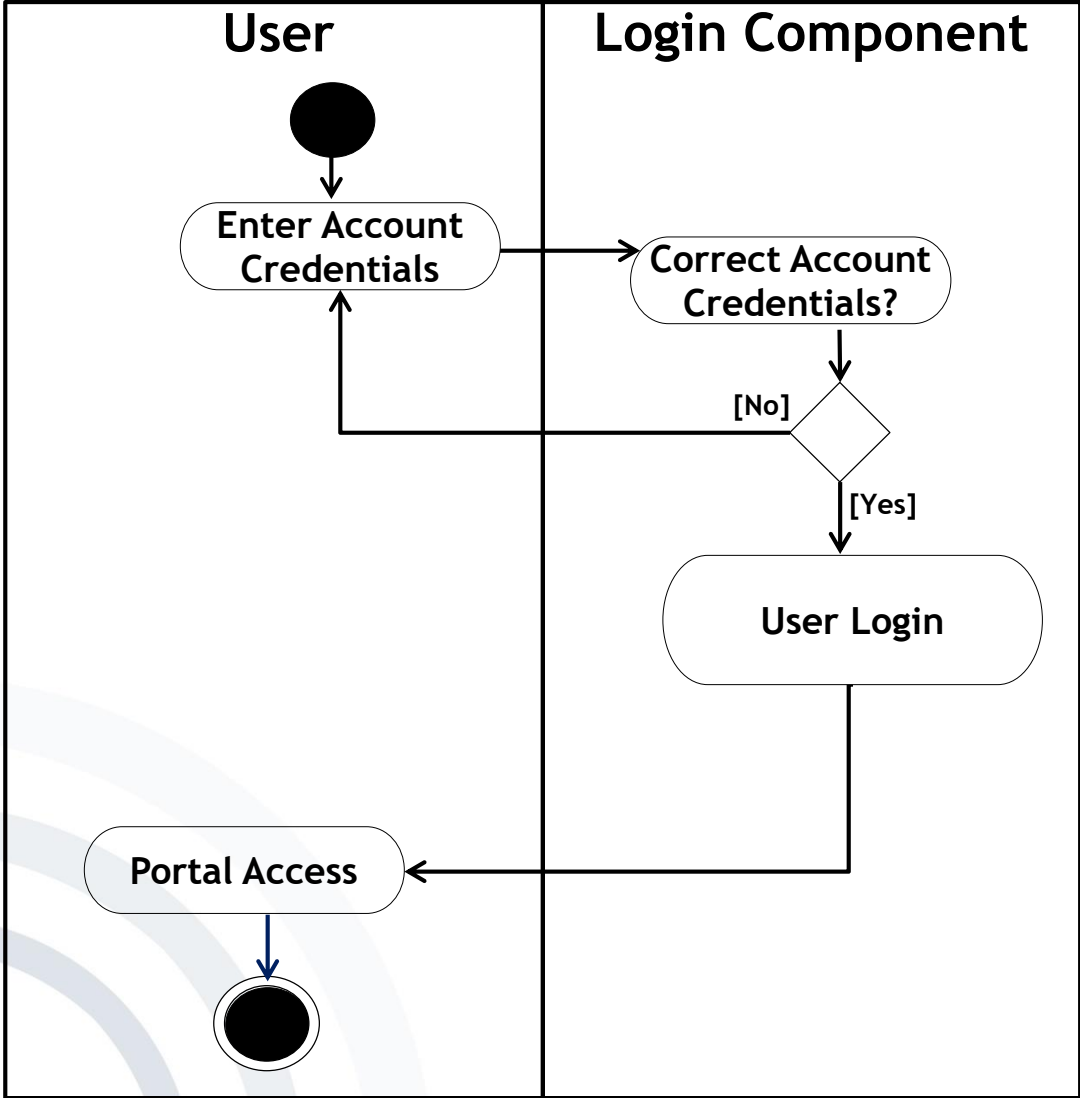 User
Login Component
Enter Account
Credentials
Correct Account
Credentials?
[No]
[Yes]
User Login
Portal Access